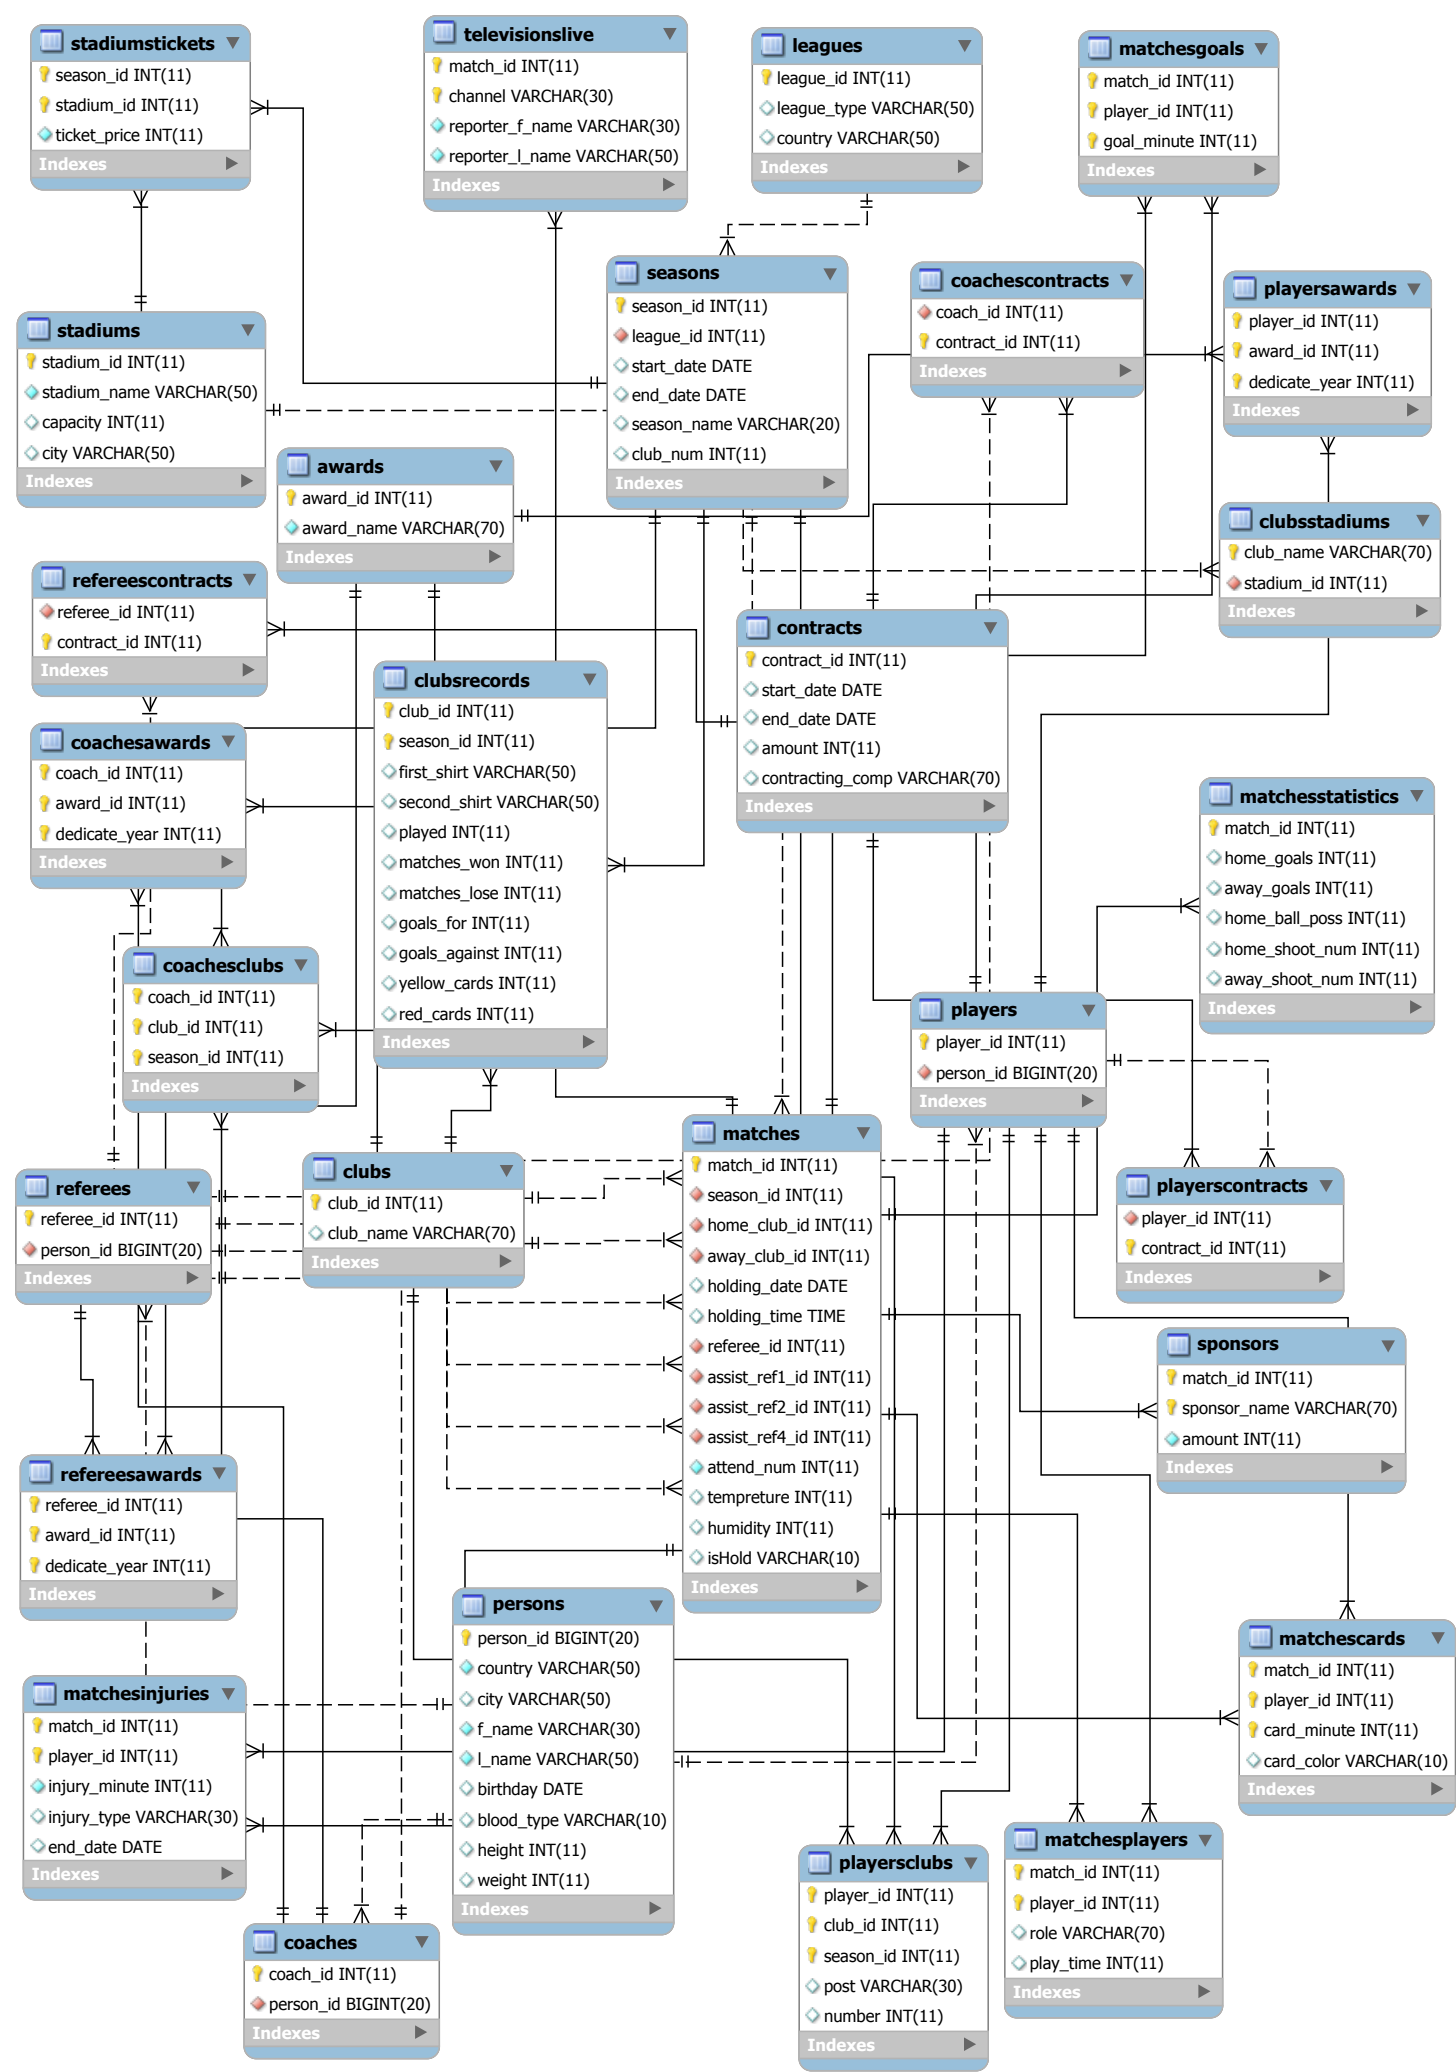 stadiumstickets
season_id INT(11)
stadium_id INT(11)
ticket_price INT(11)
Indexes
televisionslive
match_id INT(11)
channel VARCHAR(30)
reporter_f_name VARCHAR(30)
reporter_l_name VARCHAR(50)
Indexes
leagues
league_id INT(11)
league_type VARCHAR(50)
country VARCHAR(50)
Indexes
matchesgoals
match_id INT(11)
player_id INT(11)
goal_minute INT(11)
Indexes
stadiums
stadium_id INT(11)
stadium_name VARCHAR(50)
capacity INT(11)
city VARCHAR(50)
Indexes
seasons
season_id INT(11)
league_id INT(11)
start_date DATE
end_date DATE
season_name VARCHAR(20)
club_num INT(11)
Indexes
coachescontracts
coach_id INT(11)
contract_id INT(11)
Indexes
playersawards
player_id INT(11)
award_id INT(11)
dedicate_year INT(11)
Indexes
awards
award_id INT(11)
award_name VARCHAR(70)
Indexes
clubsstadiums
club_name VARCHAR(70)
stadium_id INT(11)
Indexes
refereescontracts
referee_id INT(11)
contract_id INT(11)
Indexes
contracts
contract_id INT(11)
start_date DATE
end_date DATE
amount INT(11)
contracting_comp VARCHAR(70)
Indexes
clubsrecords
club_id INT(11)
season_id INT(11)
first_shirt VARCHAR(50)
second_shirt VARCHAR(50)
played INT(11)
matches_won INT(11)
matches_lose INT(11)
goals_for INT(11)
goals_against INT(11)
yellow_cards INT(11)
red_cards INT(11)
Indexes
coachesawards
coach_id INT(11)
award_id INT(11)
dedicate_year INT(11)
Indexes
matchesstatistics
match_id INT(11)
home_goals INT(11)
away_goals INT(11)
home_ball_poss INT(11)
home_shoot_num INT(11)
away_shoot_num INT(11)
Indexes
coachesclubs
coach_id INT(11)
club_id INT(11)
season_id INT(11)
Indexes
players
player_id INT(11)
person_id BIGINT(20)
Indexes
matches
match_id INT(11)
season_id INT(11)
home_club_id INT(11)
away_club_id INT(11)
holding_date DATE
holding_time TIME
referee_id INT(11)
assist_ref1_id INT(11)
assist_ref2_id INT(11)
assist_ref4_id INT(11)
attend_num INT(11)
tempreture INT(11)
humidity INT(11)
isHold VARCHAR(10)
Indexes
referees
referee_id INT(11)
person_id BIGINT(20)
Indexes
clubs
club_id INT(11)
club_name VARCHAR(70)
Indexes
playerscontracts
player_id INT(11)
contract_id INT(11)
Indexes
sponsors
match_id INT(11)
sponsor_name VARCHAR(70)
amount INT(11)
Indexes
refereesawards
referee_id INT(11)
award_id INT(11)
dedicate_year INT(11)
Indexes
persons
person_id BIGINT(20)
country VARCHAR(50)
city VARCHAR(50)
f_name VARCHAR(30)
l_name VARCHAR(50)
birthday DATE
blood_type VARCHAR(10)
height INT(11)
weight INT(11)
Indexes
matchescards
match_id INT(11)
player_id INT(11)
card_minute INT(11)
card_color VARCHAR(10)
Indexes
matchesinjuries
match_id INT(11)
player_id INT(11)
injury_minute INT(11)
injury_type VARCHAR(30)
end_date DATE
Indexes
matchesplayers
match_id INT(11)
player_id INT(11)
role VARCHAR(70)
play_time INT(11)
Indexes
playersclubs
player_id INT(11)
club_id INT(11)
season_id INT(11)
post VARCHAR(30)
number INT(11)
Indexes
coaches
coach_id INT(11)
person_id BIGINT(20)
Indexes